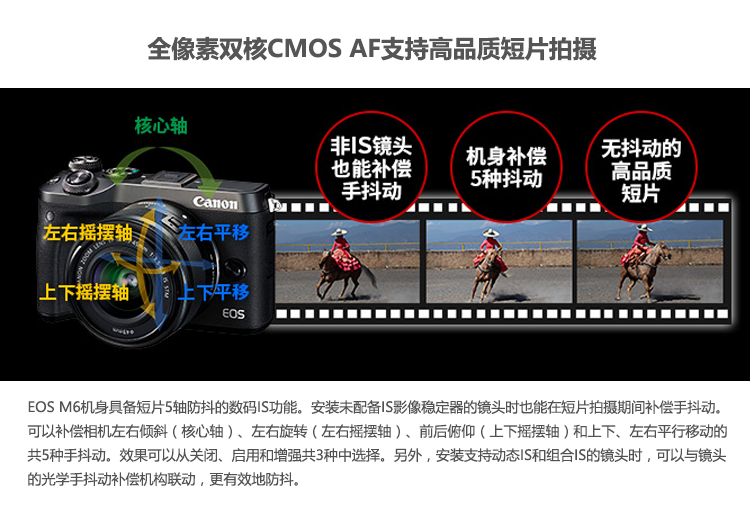 全像素双核CMOS AF支持高品质短片拍摄
核心轴
非IS镜头
也能补偿
手抖动
机身补偿
5种抖动
无抖动的
高品质
短片
Canon
左右摇摆轴
左右平移
上下摇摆轴
上下平移
EOS
EOS M6机身具备短片5轴防抖的数码IS功能。安装未配备IS影像稳定器的镜头时也能在短片拍摄期间补偿手抖动。
可以补偿相机左右倾斜（核心轴）、左右旋转（左右摇摆轴）、前后俯仰（上下摇摆轴）和上下、左右平行移动的
共5种手抖动。效果可以从关闭、启用和增强共3种中选择。另外，安装支持动态IS和组合IS的镜头时，可以与镜头
的光学手抖动补偿机构联动，更有效地防抖。